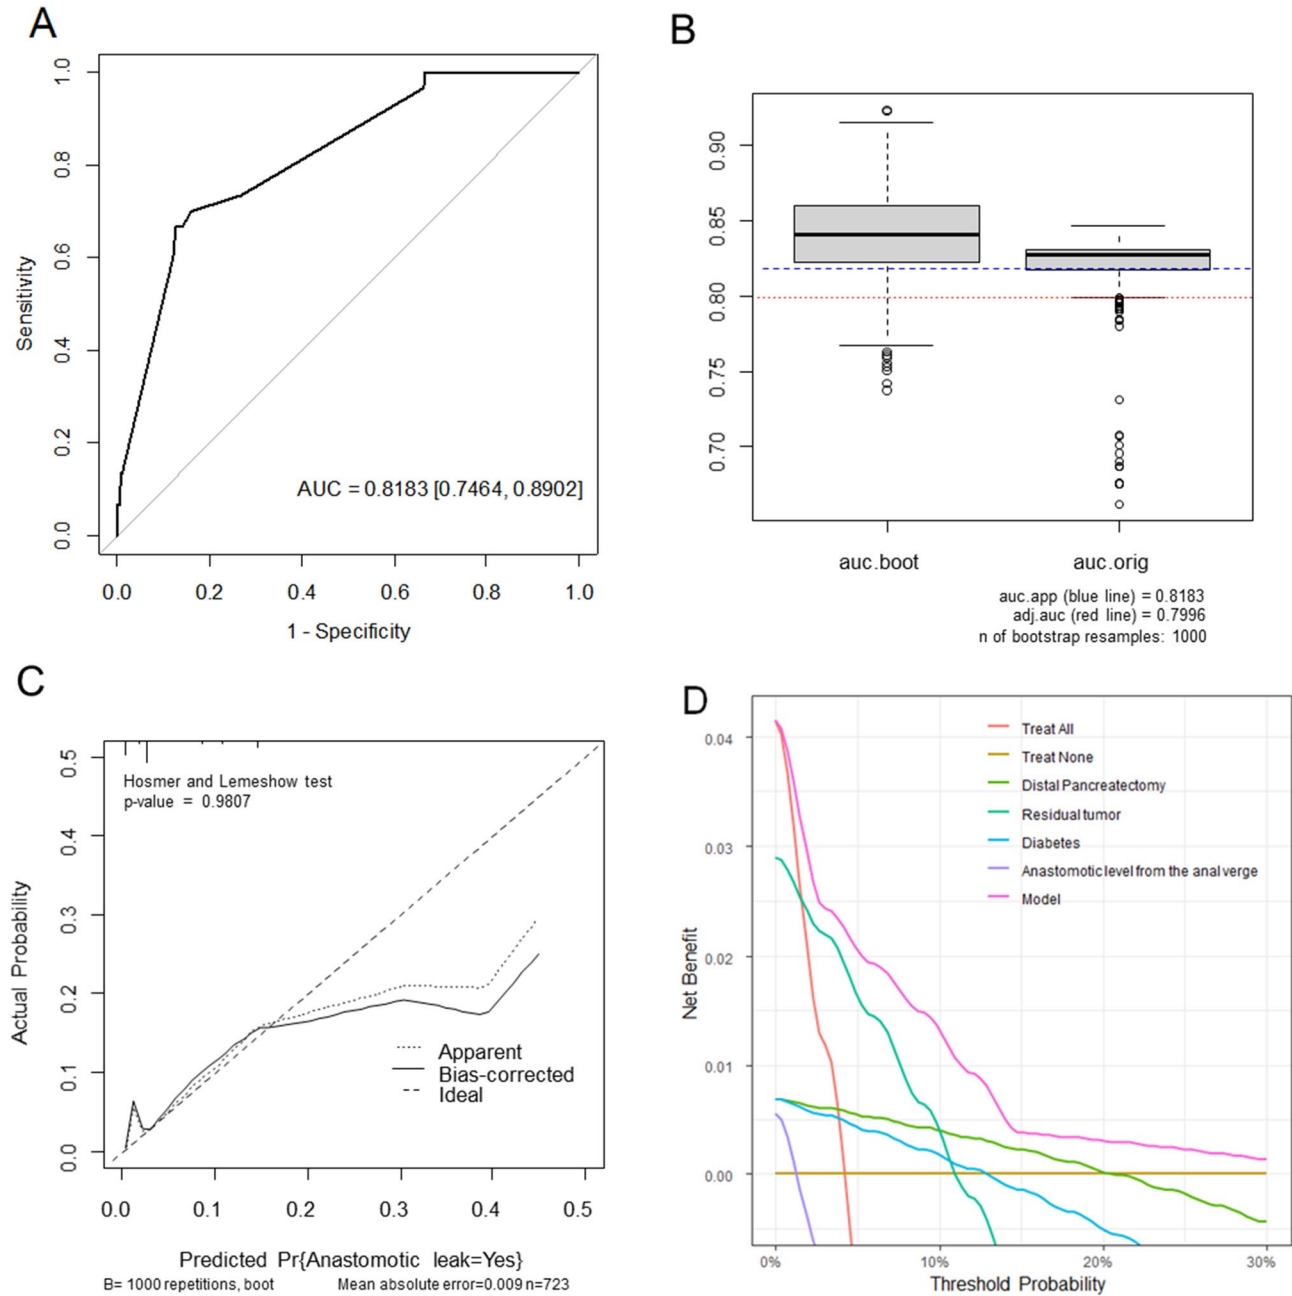 A
1.0
0.8
0.6
0.4
0.2
0.0
Sensitivity
AUC = 0.8183 [0.7464, 0.8902]
0.0 0.2 0.4 0.6 0.8 1.0
1 - Specificity
B
0.90
0.85
0.80
0.75
0.70
auc.boot auc.orig
auc.app (blue line) = 0.8183
adj.auc (red line) = 0.7996
n of bootstrap resamples: 1000
C
0.5
0.4
0.3
0.2
0.1
0.0
Actual Probability
Hosmer and Lemeshow test
p-value = 0.9807
Apparent
Bias-corrected
Ideal
0.0 0.1 0.2 0.3 0.4 0.5
Predicted Pr{Anastomotic leak=Yes}
B= 1000 repetitions, boot Mean absolute error=0.009 n=723
D
0.04
0.03
0.02
0.01
0.00
Net Benefit
Treat All
Treat None
Distal Pancreatectomy
Residual tumor
Diabetes
Anastomotic level from the anal verge
Model
0% 10% 20% 30%
Threshold Probability